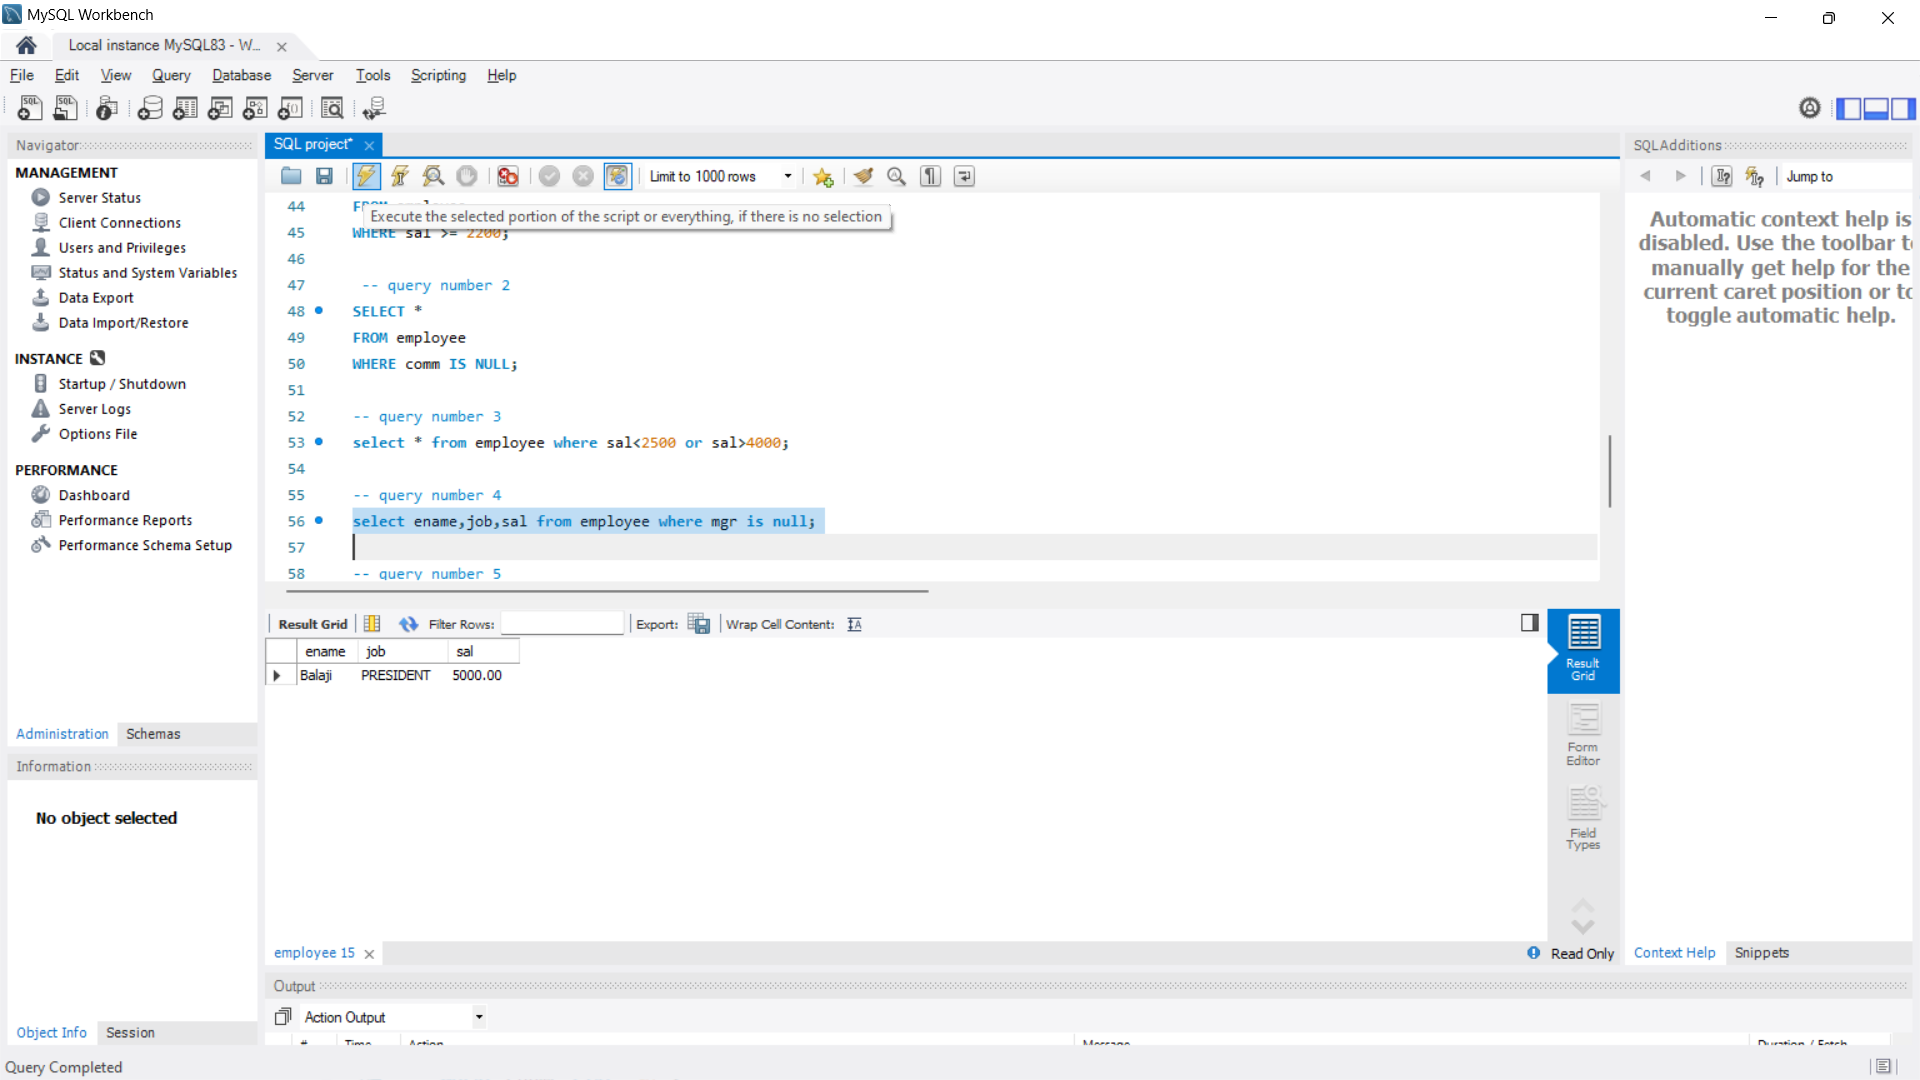 MySQL Workbench
Local instance MySQL83 - W...
File Edit View Query Database Server Tools Scripting Help
Navigator
MANAGEMENT
Server Status
Client Connections
Users and Privileges
Status and System Variables
Data Export
Data Import/Restore
INSTANCE
Startup / Shutdown
Server Logs
Options File
PERFORMANCE
Dashboard
Performance Reports
Performance Schema Setup
Administration Schemas
Information
No object selected
Object Info Session
SQL project*
Limit to 1000 rows
Execute the selected portion of the script or everything, if there is no selection
44
45 WHERE sal >= 2200;
46
47 -- query number 2
48 SELECT *
49 FROM employee
50 WHERE comm IS NULL;
51
52 -- query number 3
53 select * from employee where sal<2500 or sal>4000;
54
55 -- query number 4
56 select ename,job,sal from employee where mgr is null;
57
58 -- query number 5
Result Grid Filter Rows: Export: Wrap Cell Content:
ename job sal
Balaji PRESIDENT 5000.00
Result
Grid
Form
Editor
Field
Types
employee 15
Read Only
Output
Action Output
# Time Action Message Duration / Fetch
SQLAdditions
Jump to
Automatic context help is
disabled. Use the toolbar t
manually get help for the
current caret position or to
toggle automatic help.
Context Help Snippets
Query Completed